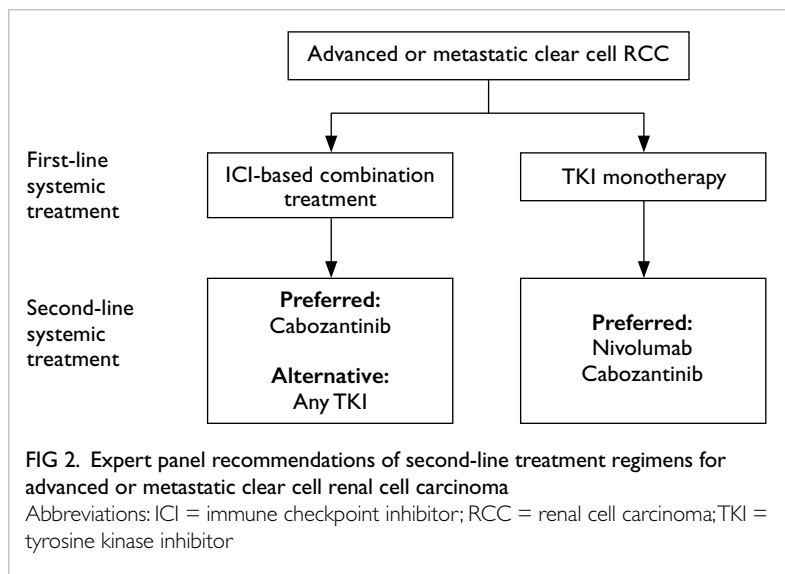 Advanced or metastatic clear cell RCC
First-line
systemic
treatment
ICI-based combination
treatment
TKI monotherapy
Second-line
systemic
treatment
Preferred:
Cabozantinib
Alternative:
Any TKI
Preferred:
Nivolumab
Cabozantinib
FIG 2. Expert panel recommendations of second-line treatment regimens for
advanced or metastatic clear cell renal cell carcinoma
Abbreviations: ICI = immune checkpoint inhibitor; RCC = renal cell carcinoma; TKI =
tyrosine kinase inhibitor